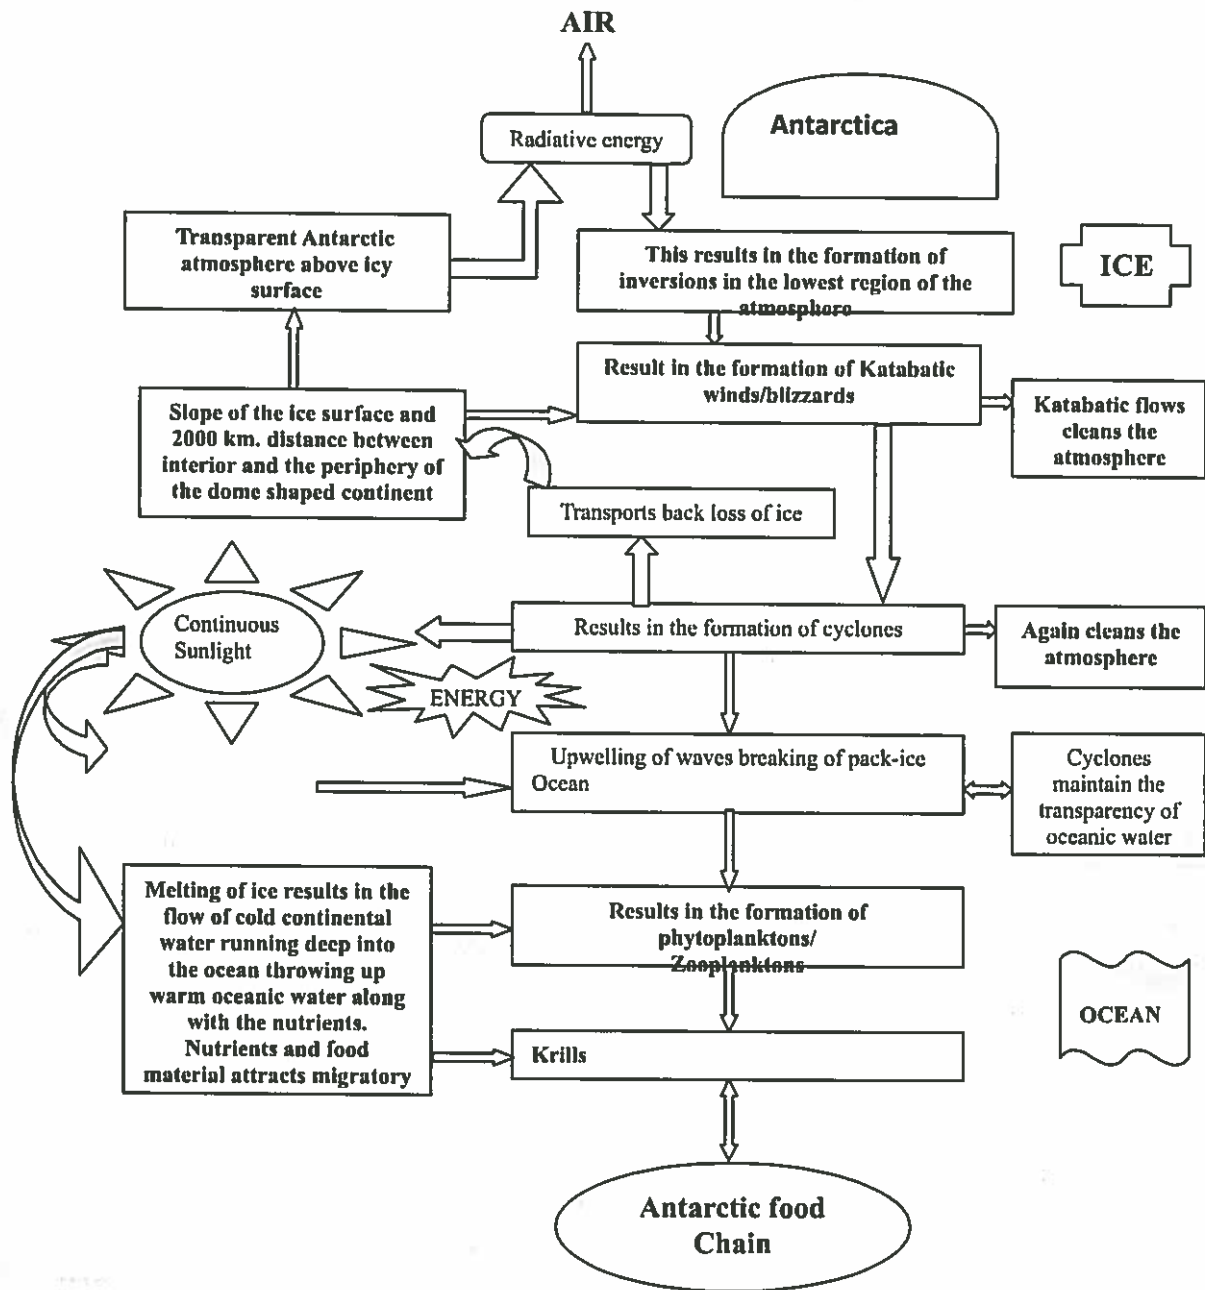 AIR
Radiative energy
Antarctica
Transparent Antarctic
atmosphere above icy
surface
This results in the formation of
inversions in the lowest region of the
atmosphere
ICE
Result in the formation of Katabatic
winds/blizzards
Slope of the ice surface and
2000 km. distance between
interior and the periphery of
the dome shaped continent
Katabatic flows
cleans the
atmosphere
Transports back loss of ice
Continuous
Sunlight
Results in the formation of cyclones
Again cleans the
atmosphere
ENERGY
Upwelling of waves breaking of pack-ice
Ocean
Cyclones
maintain the
transparency of
oceanic water
Melting of ice results in the
flow of cold continental
water running deep into
the ocean throwing up
warm oceanic water along
with the nutrients.
Nutrients and food
material attracts migratory
Results in the formation of
phytoplanktons/
Zooplanktons
Krills
OCEAN
Antarctic food
Chain